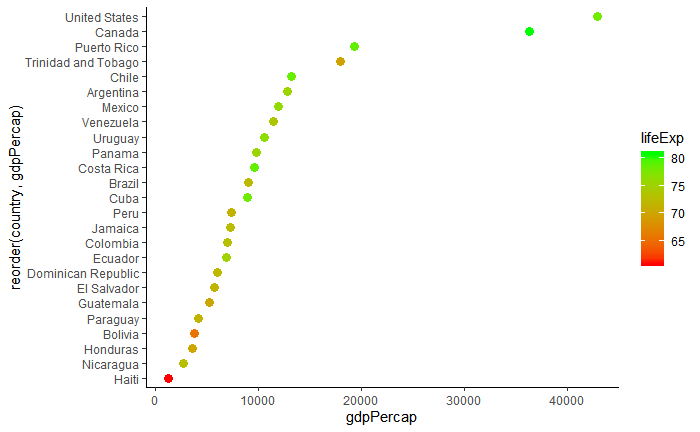 reorder(country, gdpPercap)
United States
Canada
Puerto Rico
Trinidad and Tobago
Chile
Argentina
Mexico
Venezuela
Uruguay
Panama
Costa Rica
Brazil
Cuba
Peru
Jamaica
Colombia
Ecuador
Dominican Republic
El Salvador
Guatemala
Paraguay
Bolivia
Honduras
Nicaragua
Haiti
0 10000 20000 30000 40000
gdpPercap
lifeExp
80
75
70
65